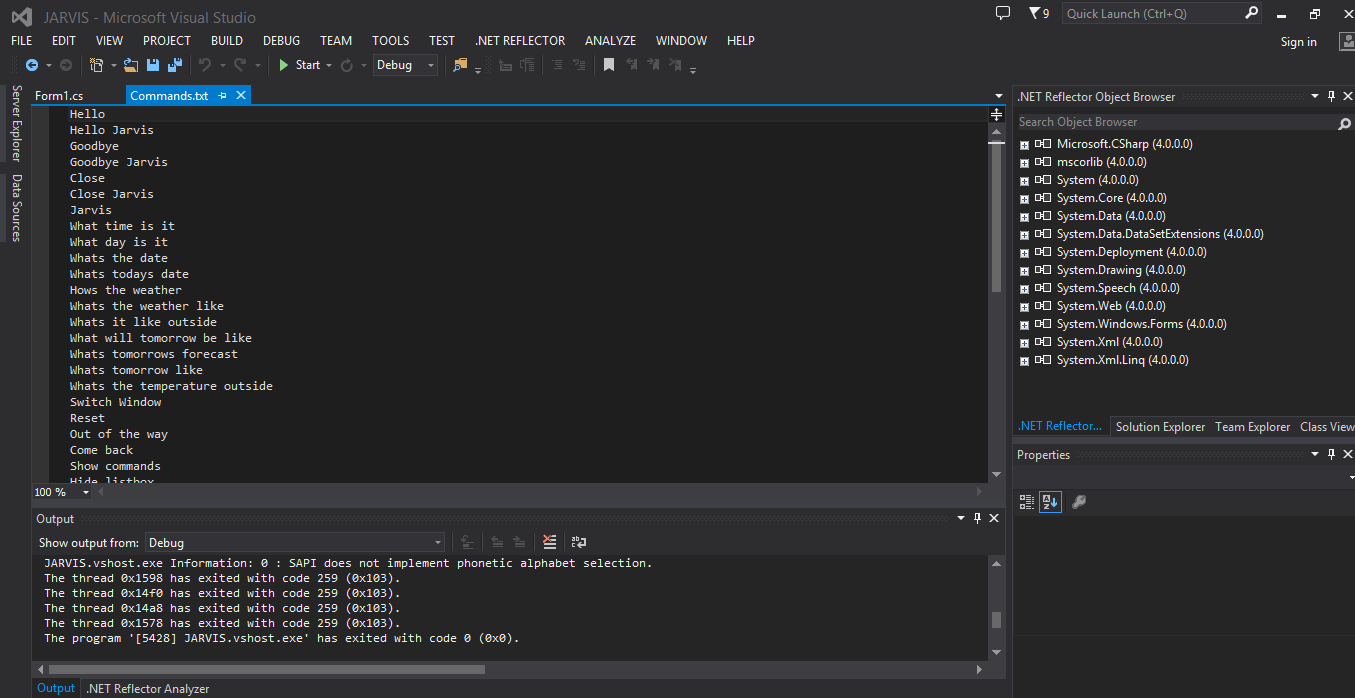 JARVIS - Microsoft Visual Studio
9
Quick Launch (Ctrl+Q)
FILE EDIT VIEW PROJECT BUILD DEBUG TEAM TOOLS TEST .NET REFLECTOR ANALYZE WINDOW HELP
Sign in
Start
Debug
Server Explorer
Data Sources
Form1.cs
Commands.txt
Hello
Hello Jarvis
Goodbye
Goodbye Jarvis
Close
Close Jarvis
Jarvis
What time is it
What day is it
Whats the date
Whats todays date
Hows the weather
Whats the weather like
Whats it like outside
What will tomorrow be like
Whats tomorrows forecast
Whats tomorrow like
Whats the temperature outside
Switch Window
Reset
Out of the way
Come back
Show commands
Hide listbox
100 %
Output
Show output from: Debug
JARVIS.vshost.exe Information: 0 : SAPI does not implement phonetic alphabet selection.
The thread 0x1598 has exited with code 259 (0x103).
The thread 0x14f0 has exited with code 259 (0x103).
The thread 0x14a8 has exited with code 259 (0x103).
The thread 0x1578 has exited with code 259 (0x103).
The program '[5428] JARVIS.vshost.exe' has exited with code 0 (0x0).
Output
.NET Reflector Analyzer
.NET Reflector Object Browser
Search Object Browser
Microsoft.CSharp (4.0.0.0)
mscorlib (4.0.0.0)
System (4.0.0.0)
System.Core (4.0.0.0)
System.Data (4.0.0.0)
System.Data.DataSetExtensions (4.0.0.0)
System.Deployment (4.0.0.0)
System.Drawing (4.0.0.0)
System.Speech (4.0.0.0)
System.Web (4.0.0.0)
System.Windows.Forms (4.0.0.0)
System.Xml (4.0.0.0)
System.Xml.Linq (4.0.0.0)
.NET Reflector... Solution Explorer Team Explorer Class View
Properties